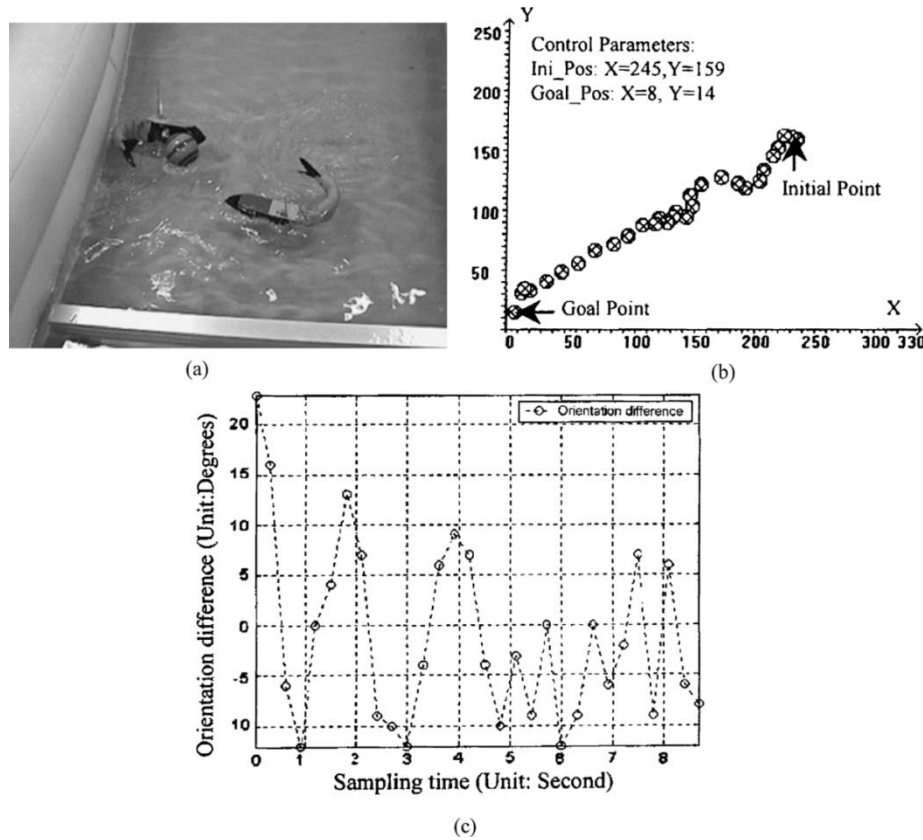 Y
250
200
150
100
50
Control Parameters:
Ini_Pos: X=245,Y=159
Goal_Pos: X=8, Y=14
Initial Point
Goal Point
X
0 50 100 150 200 250 300 330
(a)
(b)
Orientation difference
20
15
10
5
0
-5
10
Orientation difference (Unit:Degrees)
0 1 2 3 4 5 6 7 8
Sampling time (Unit: Second)
(c)